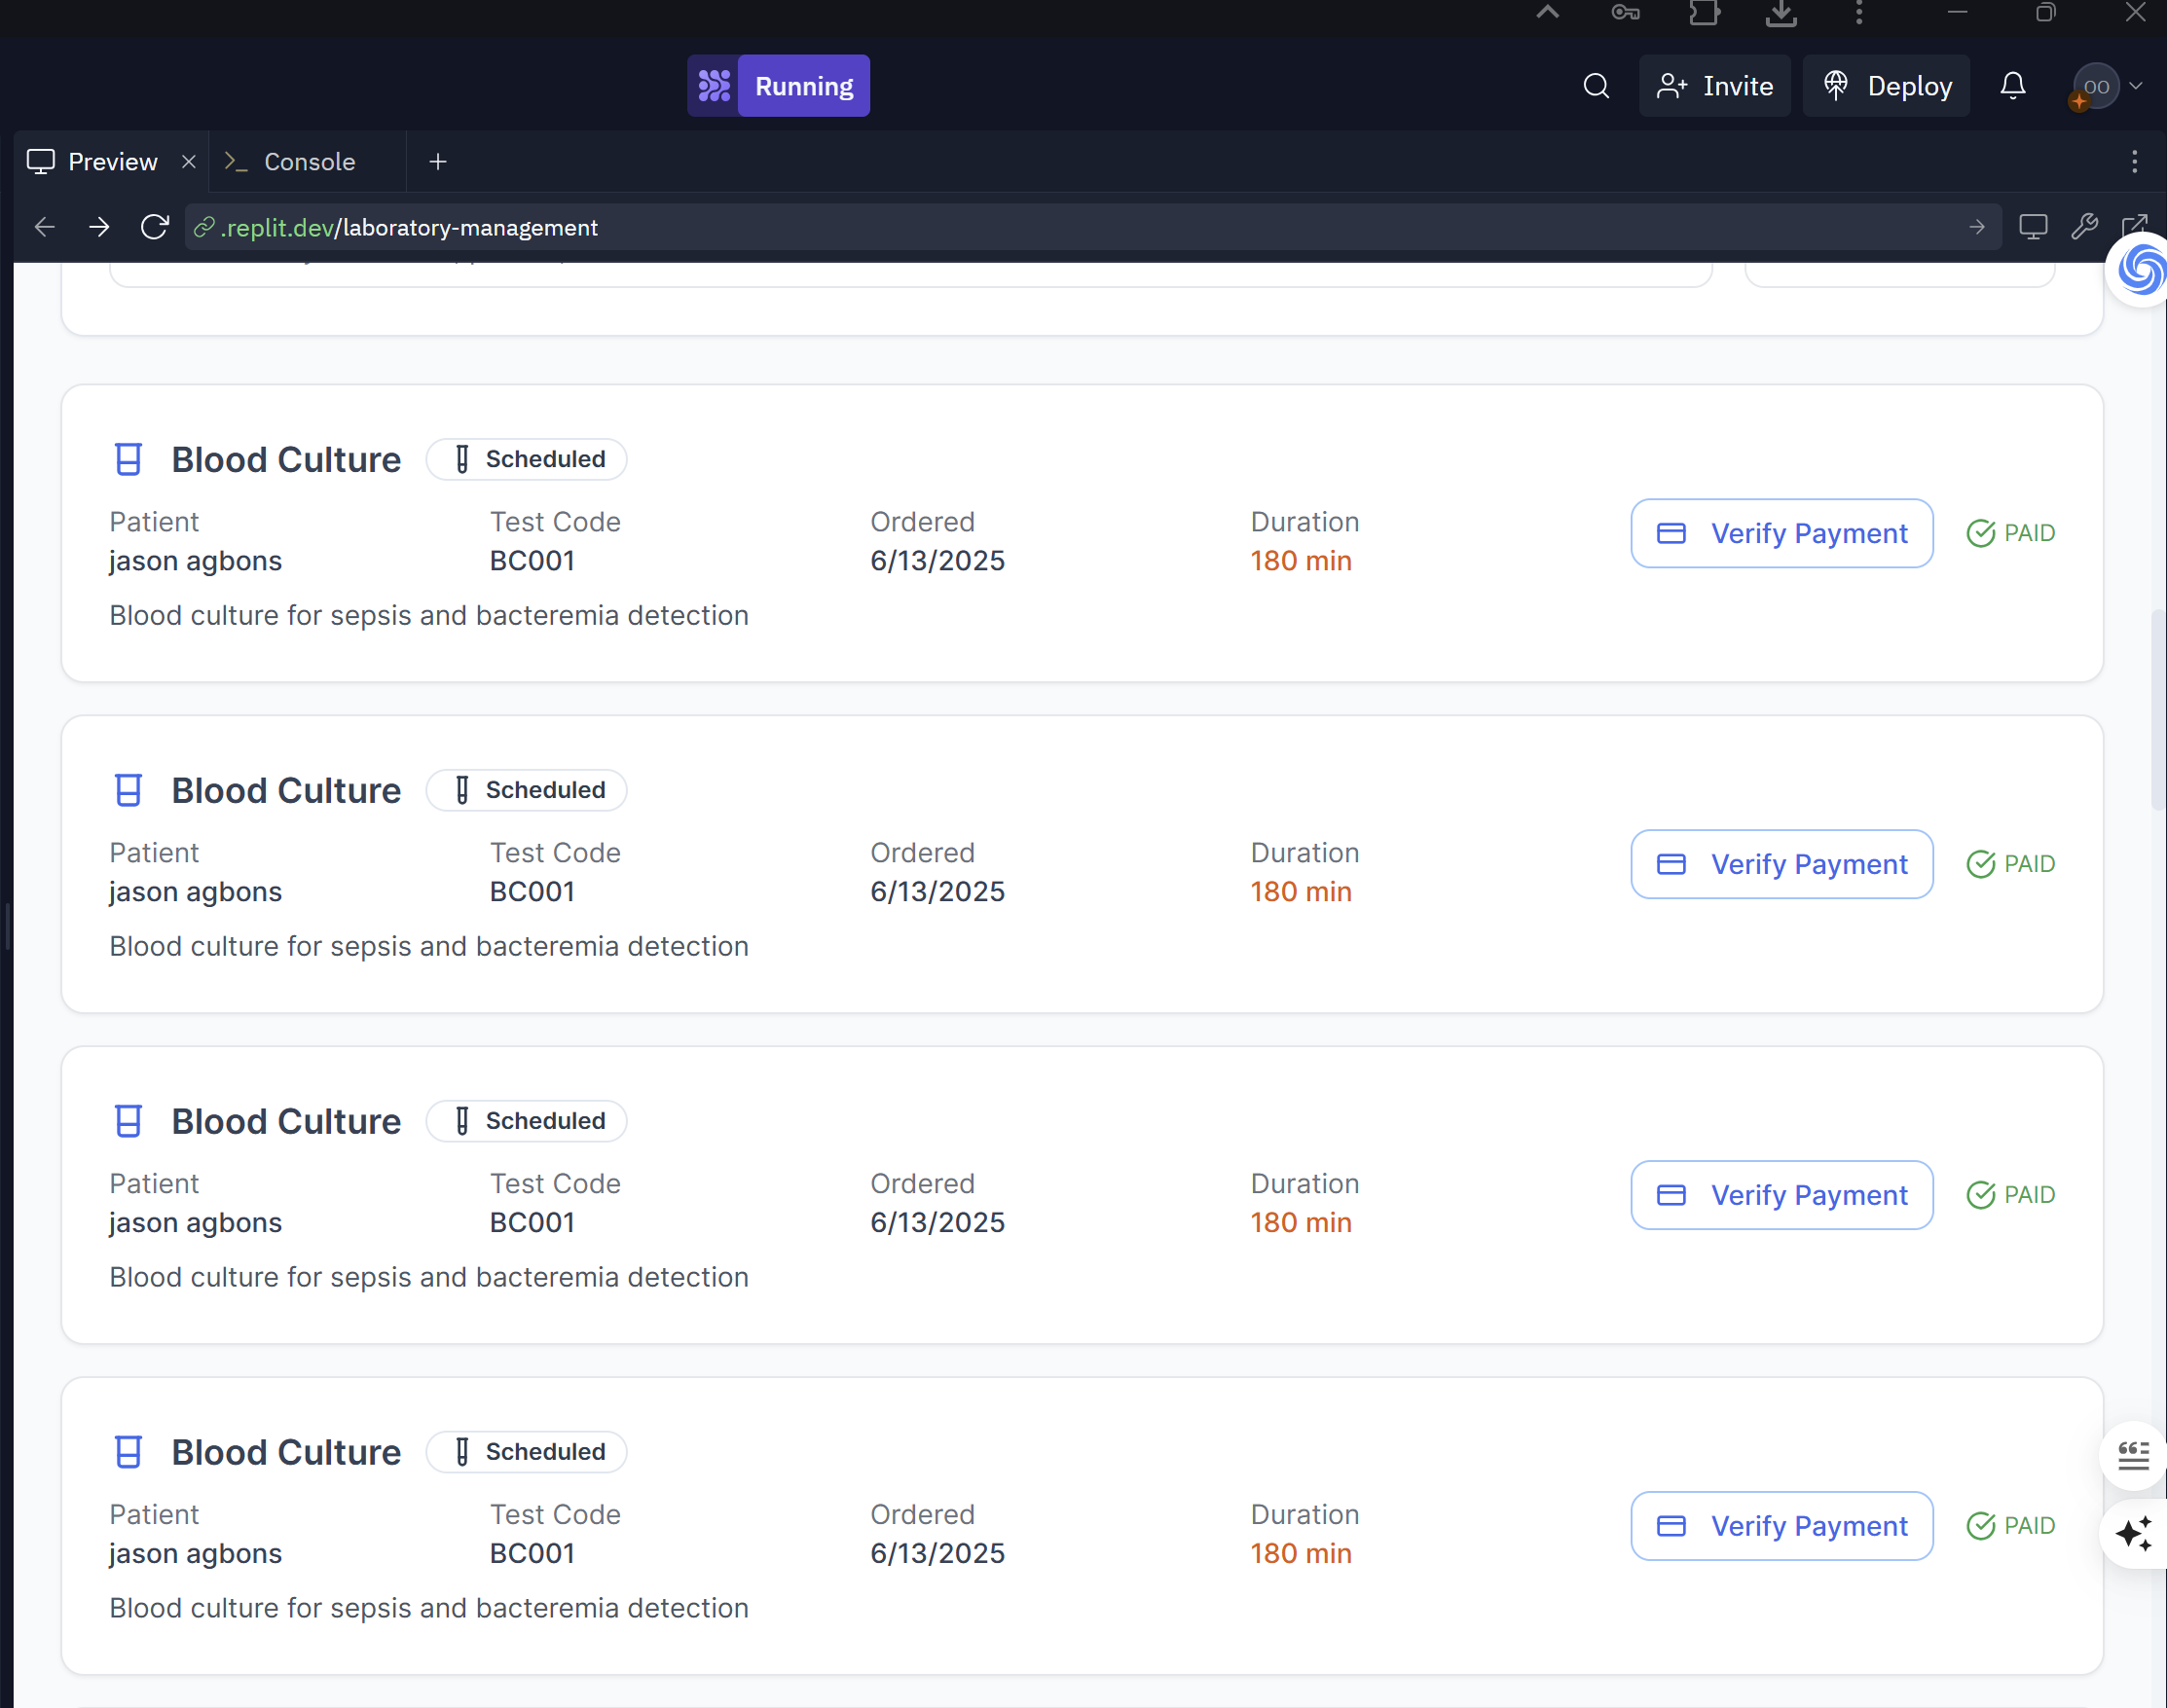 Running
Invite
Deploy
OO
Preview
Console
.replit.dev/laboratory-management
Blood Culture
Scheduled
Patient Test Code Ordered Duration
jason agbons BC001 6/13/2025 180 min
Verify Payment
PAID
Blood culture for sepsis and bacteremia detection
Blood Culture
Scheduled
Patient Test Code Ordered Duration
jason agbons BC001 6/13/2025 180 min
Verify Payment
PAID
Blood culture for sepsis and bacteremia detection
Blood Culture
Scheduled
Patient Test Code Ordered Duration
jason agbons BC001 6/13/2025 180 min
Verify Payment
PAID
Blood culture for sepsis and bacteremia detection
Blood Culture
Scheduled
Patient Test Code Ordered Duration
jason agbons BC001 6/13/2025 180 min
Verify Payment
PAID
Blood culture for sepsis and bacteremia detection